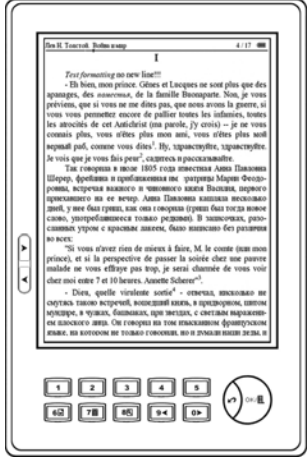 Лев Н. Толстой. Война и мир 4 / 17
I
Test formatting no new line!!!
- Eh bien, mon prince. Gênes et Lucques ne sont plus que des
apanages, des поместья, de la famille Buonaparte. Non, je vous
préviens, que si vous ne me dites pas, que nous avons la guerre, si
vous vous permettez encore de pallier toutes les infamies, toutes
les atrocités de cet Antichrist (ma parole, j'y crois) -- je ne vous
connais plus, vous n'êtes plus mon ami, vous n'êtes plus мой
верный раб, comme vous dites¹. Ну, здравствуйте, здравствуйте.
Je vois que je vous fais peur², садитесь и рассказывайте.
Так говорила в июле 1805 года известная Анна Павловна
Шерер, фрейлина и приближенная им ратрицы Марии Феодо-
ровны, встречая важного и чиновного князя Василия, первого
приехавшего на ее вечер. Анна Павловна кашляла несколько
дней, у нее был грипп, как она говорила (грипп был тогда новое
слово, употреблявшееся только редкими). В записочках, разо-
сланных утром с красным лакеем, было написано без различия
во всех:
"Si vous n'avez rien de mieux à faire, M. le comte (или mon
prince), et si la perspective de passer la soirée chez une pauvre
malade ne vous effraye pas trop, je serai charmée de vous voir
chez moi entre 7 et 10 heures. Annette Scherer"³.
- Dieu, quelle virulente sortie⁴ - отвечал, нисколько не
смутясь такою встречей, вошедший князь, в придворном, шитом
мундире, в чулках, башмаках, при звездах, с светлым выражени-
ем плоского лица. Он говорил на том изысканном французском
языке, на котором не только говорили, но и думали наши деды, и
1 2 3 4 5
6 7 8 9 0
OK /